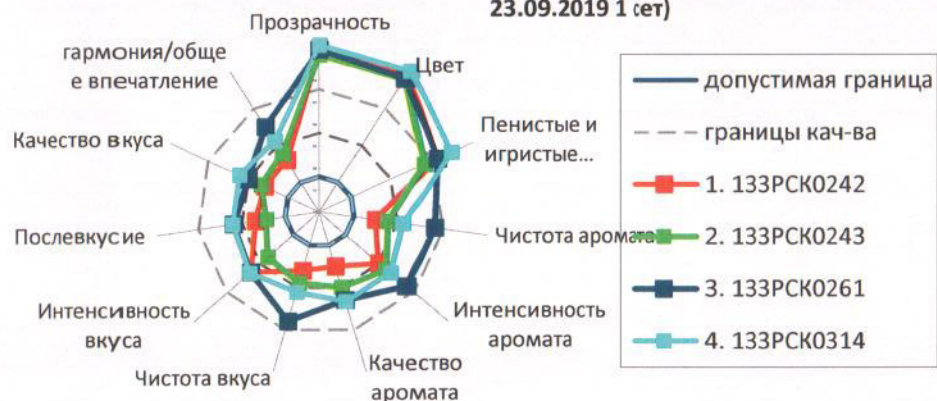 23.09.2019 1 сет)
Прозрачность
гармония/обще
е впечатление
Цвет
Пенистые и
игристые...
Качество вкуса
Послевкусие
Чистота аромата
Интенсивность
вкуса
Интенсивность
аромата
Чистота вкуса
Качество
аромата
допустимая граница
границы кач-ва
1. 133РСК0242
2. 133РСК0243
3. 133РСК0261
4. 133РСК0314